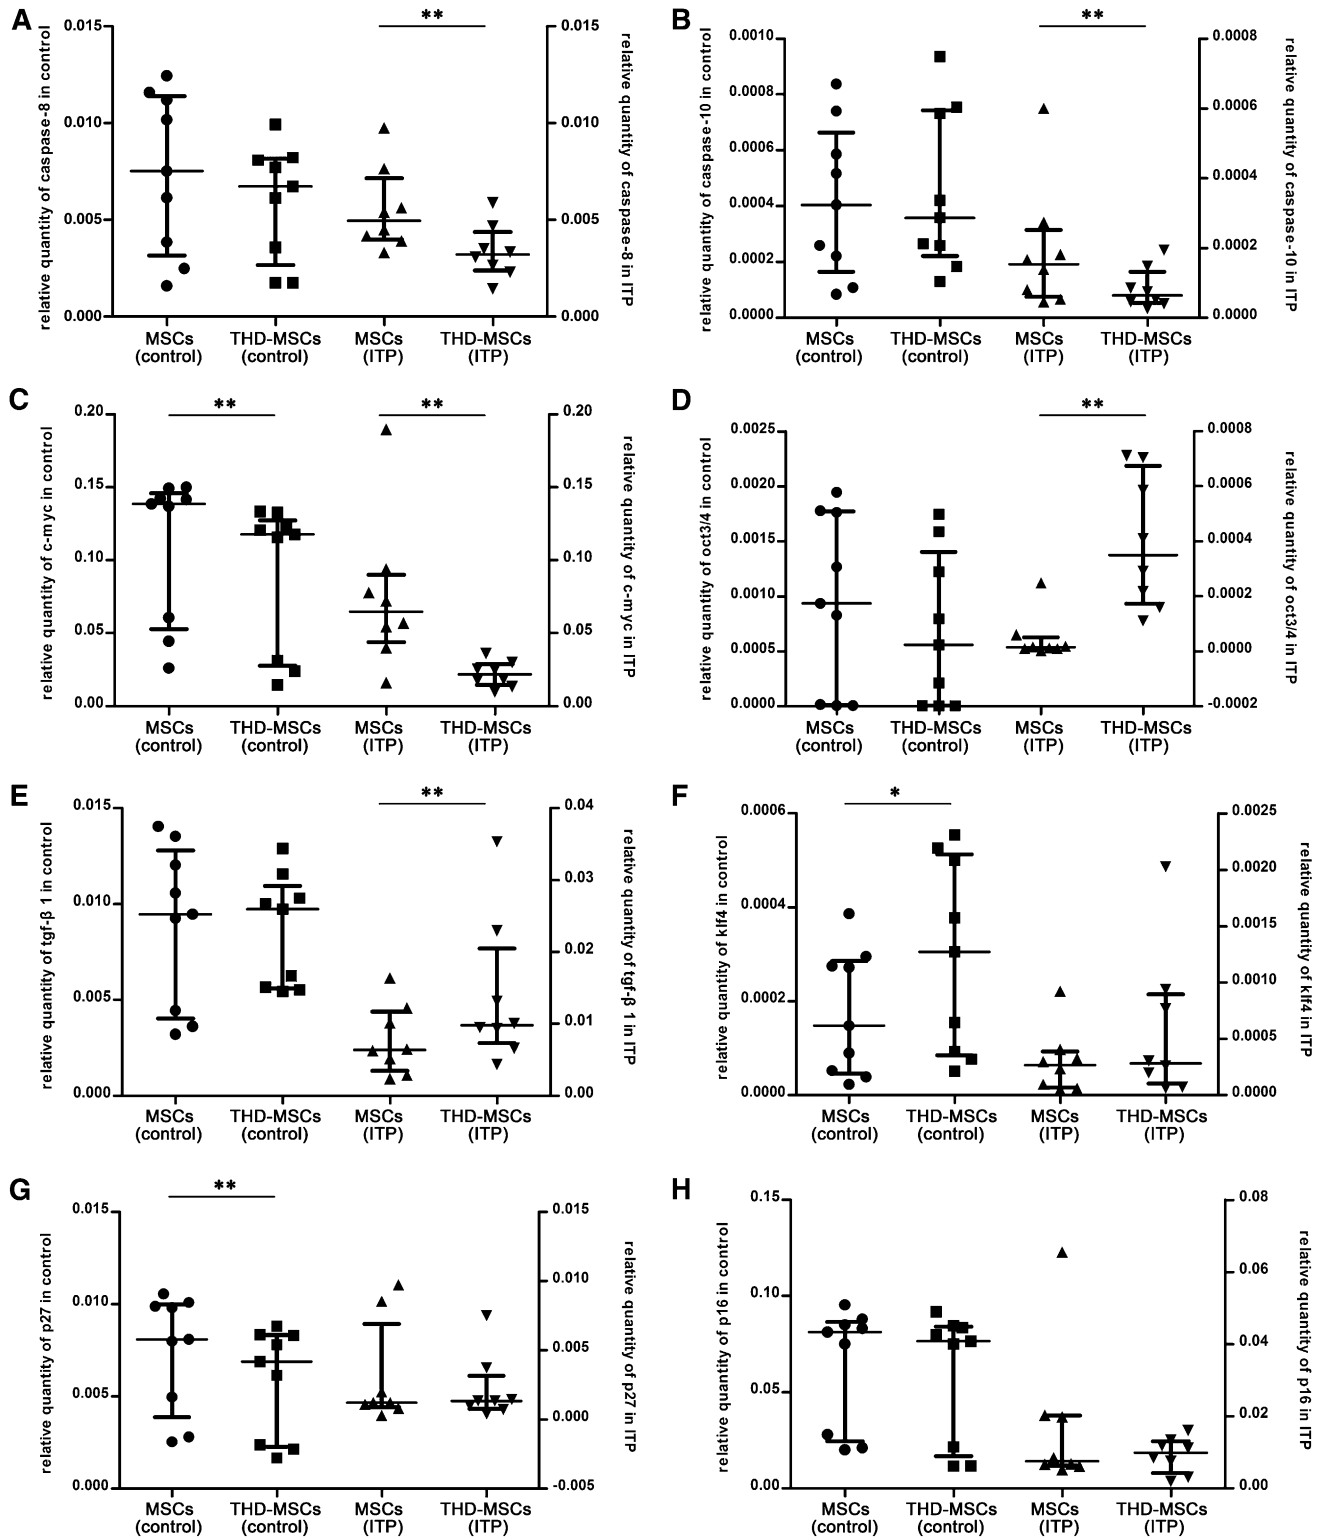 A
**
relative quantity of caspase-8 in control
0.015
0.010
0.005
0.000
0.015
0.010
0.005
0.000
relative quantity of caspase-8 in ITP
MSCs THD-MSCs MSCs THD-MSCs
(control) (control) (ITP) (ITP)
B
**
relative quantity of caspase-10 in control
0.0010
0.0008
0.0006
0.0004
0.0002
0.0000
0.0008
0.0006
0.0004
0.0002
0.0000
relative quantity of caspase-10 in ITP
MSCs THD-MSCs MSCs THD-MSCs
(control) (control) (ITP) (ITP)
C
** **
relative quantity of c-myc in control
0.20
0.15
0.10
0.05
0.00
0.20
0.15
0.10
0.05
0.00
relative quantity of c-myc in ITP
MSCs THD-MSCs MSCs THD-MSCs
(control) (control) (ITP) (ITP)
D
**
relative quantity of oct3/4 in control
0.0025
0.0020
0.0015
0.0010
0.0005
0.0000
0.0008
0.0006
0.0004
0.0002
0.0000
-0.0002
relative quantity of oct3/4 in ITP
MSCs THD-MSCs MSCs THD-MSCs
(control) (control) (ITP) (ITP)
E
**
relative quantity of tgf-β 1 in control
0.015
0.010
0.005
0.000
0.04
0.03
0.02
0.01
0.00
relative quantity of tgf-β 1 in ITP
MSCs THD-MSCs MSCs THD-MSCs
(control) (control) (ITP) (ITP)
F
*
relative quantity of klf4 in control
0.0006
0.0004
0.0002
0.0000
0.0025
0.0020
0.0015
0.0010
0.0005
0.0000
relative quantity of klf4 in ITP
MSCs THD-MSCs MSCs THD-MSCs
(control) (control) (ITP) (ITP)
G
**
relative quantity of p27 in control
0.015
0.010
0.005
0.000
0.015
0.010
0.005
0.000
-0.005
relative quantity of p27 in ITP
MSCs THD-MSCs MSCs THD-MSCs
(control) (control) (ITP) (ITP)
H
relative quantity of p16 in control
0.15
0.10
0.05
0.00
0.08
0.06
0.04
0.02
0.00
relative quantity of p16 in ITP
MSCs THD-MSCs MSCs THD-MSCs
(control) (control) (ITP) (ITP)